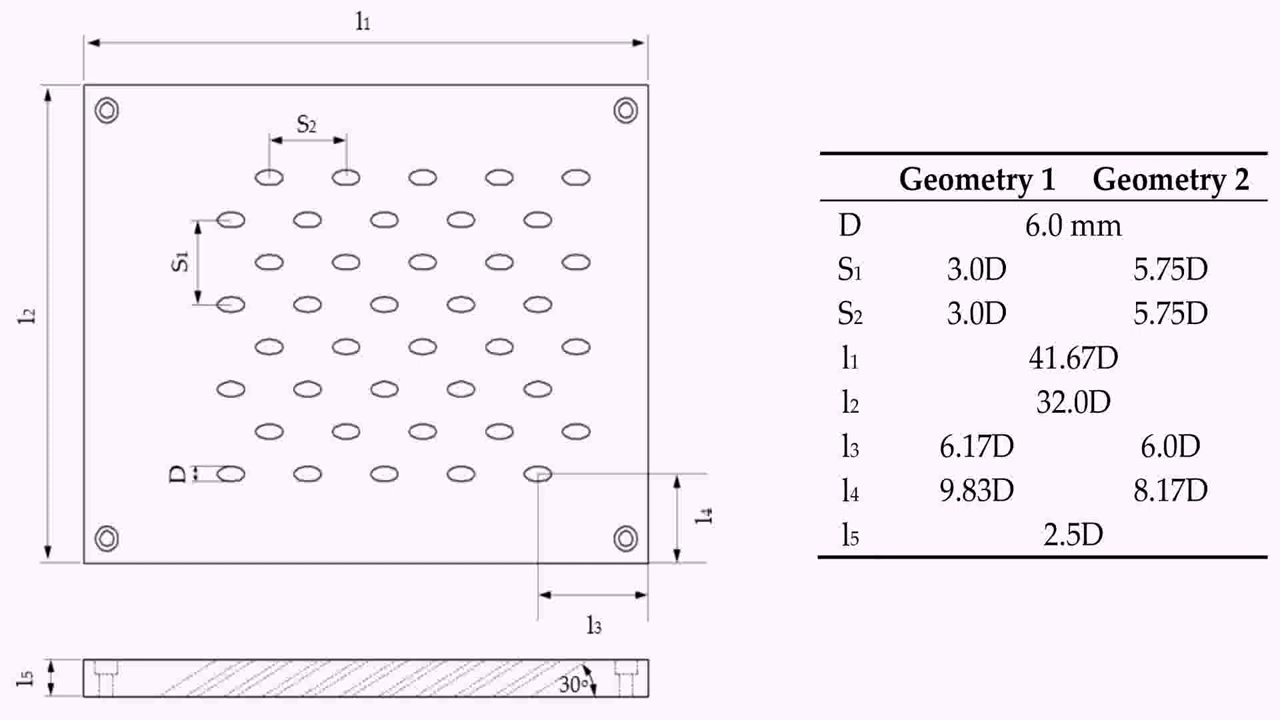 l1
S2
S1
l2
D
l4
l3
l5
30°
Geometry 1 Geometry 2
D 6.0 mm
S1 3.0D 5.75D
S2 3.0D 5.75D
l1 41.67D
l2 32.0D
l3 6.17D 6.0D
l4 9.83D 8.17D
l5 2.5D